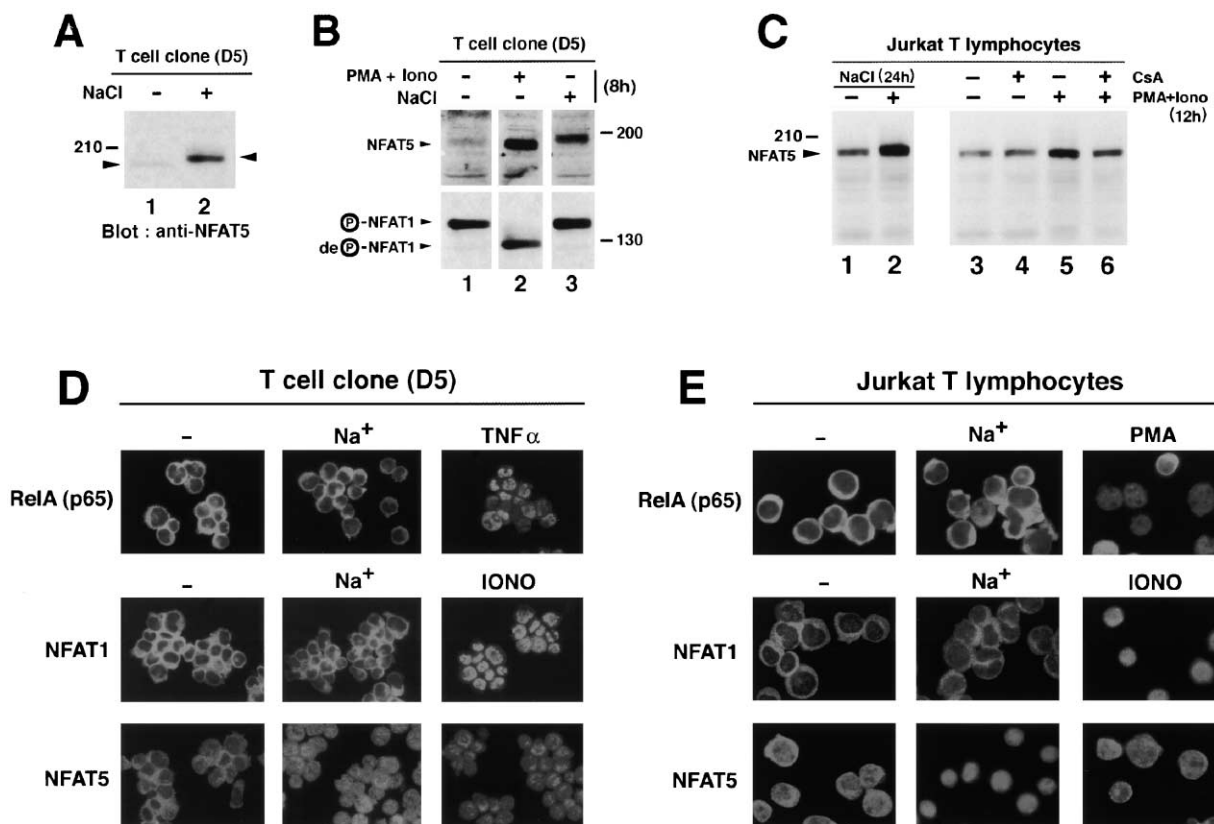 A
T cell clone (D5)
NaCl - +
210 –
1 2
Blot : anti-NFAT5
B
T cell clone (D5)
PMA + Iono - + -
NaCl - - +
(8h)
NFAT5
– 200
Ⓟ-NFAT1
deⓅ-NFAT1
– 130
1 2 3
C
Jurkat T lymphocytes
NaCl (24h) - + - + CsA
- + - - + + PMA+Iono
(12h)
210 –
NFAT5
1 2 3 4 5 6
D
T cell clone (D5)
– Na+ TNF α
RelA (p65)
– Na+ IONO
NFAT1
NFAT5
E
Jurkat T lymphocytes
– Na+ PMA
RelA (p65)
– Na+ IONO
NFAT1
NFAT5